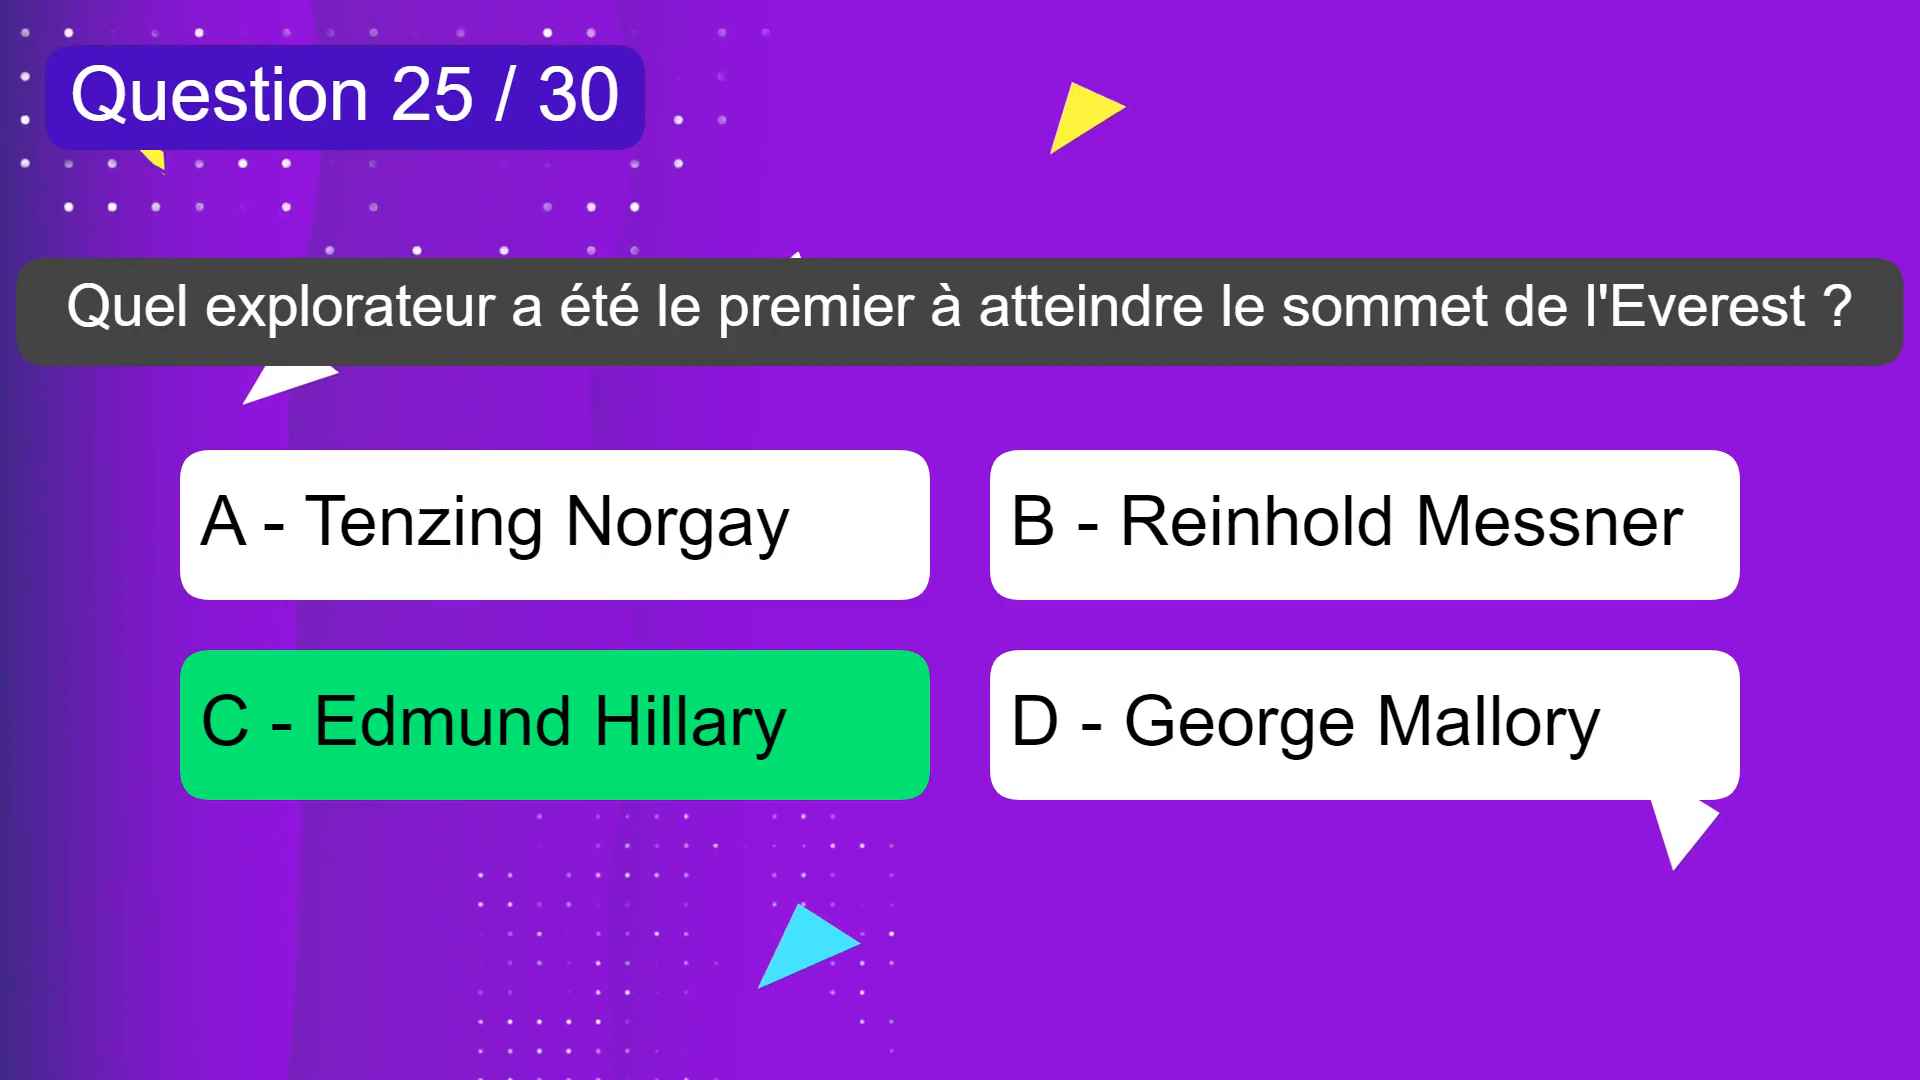 Question 25 / 30
Quel explorateur a été le premier à atteindre le sommet de l'Everest ?
A - Tenzing Norgay
B - Reinhold Messner
C - Edmund Hillary
D - George Mallory